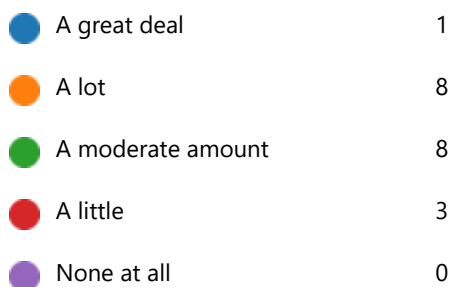 A great deal 1
A lot 8
A moderate amount 8
A little 3
None at all 0